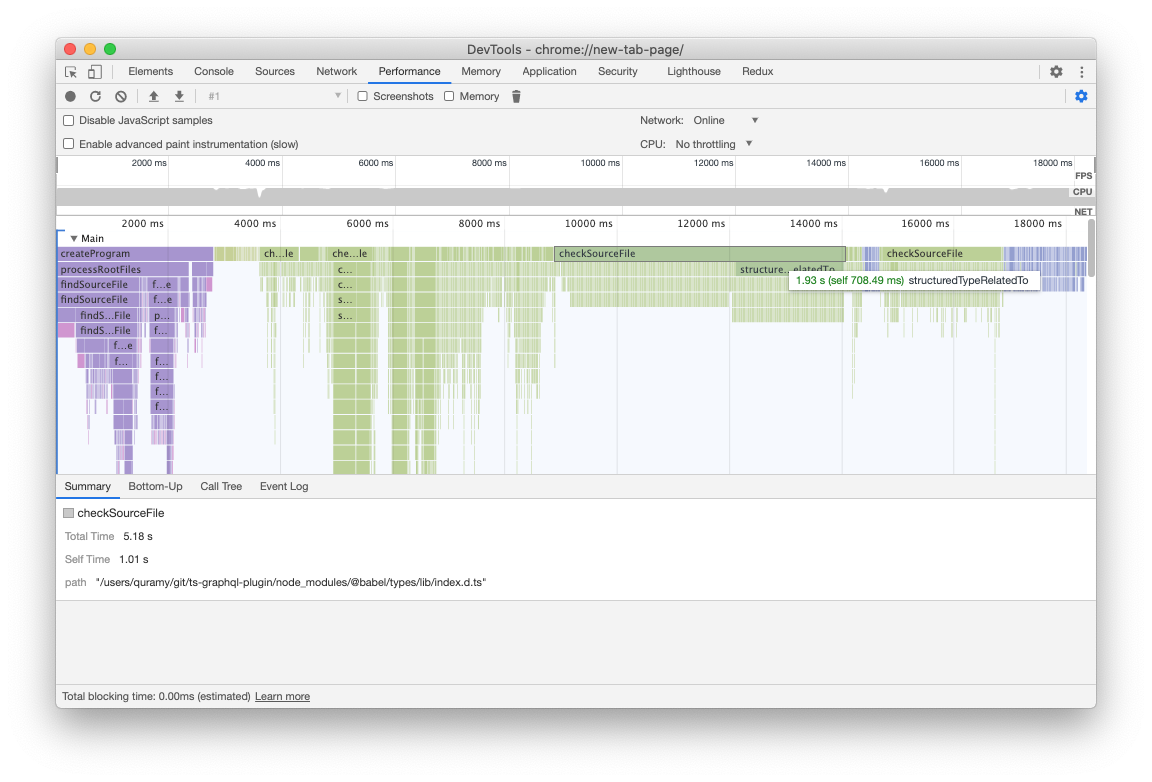 DevTools - chrome://new-tab-page/
Elements Console Sources Network Performance Memory Application Security Lighthouse Redux
#1 Screenshots Memory
Disable JavaScript samples Network: Online
Enable advanced paint instrumentation (slow) CPU: No throttling
2000 ms 4000 ms 6000 ms 8000 ms 10000 ms 12000 ms 14000 ms 16000 ms 18000 ms
FPS
CPU
NET
2000 ms 4000 ms 6000 ms 8000 ms 10000 ms 12000 ms 14000 ms 16000 ms 18000 ms
Main
createProgram ch...le che...le checkSourceFile checkSourceFile
processRootFiles c... structure...elatedTo
findSourceFile f...e c... 1.93 s (self 708.49 ms) structuredTypeRelatedTo
findSourceFile f...e s...
findS...File p... s...
findS...File f...
f...e
f... f...
f...
f...
f...
Summary Bottom-Up Call Tree Event Log
checkSourceFile
Total Time 5.18 s
Self Time 1.01 s
path "/users/quramy/git/ts-graphql-plugin/node_modules/@babel/types/lib/index.d.ts"
Total blocking time: 0.00ms (estimated) Learn more